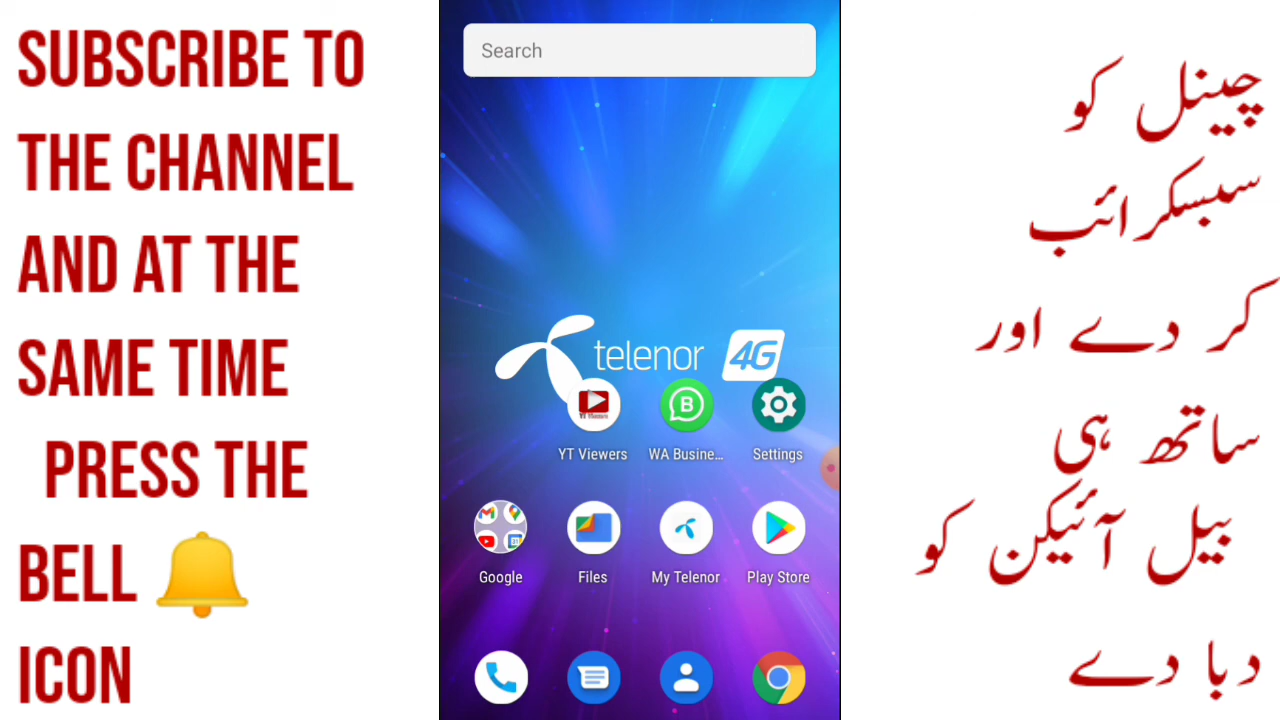 SUBSCRIBE TO
THE CHANNEL
AND AT THE
SAME TIME
PRESS THE
BELL
ICON
Search
telenor 4G
YT Viewers WA Busine... Settings
Google Files My Telenor Play Store
چینل کو
سبسکرائب
کر دے اور
ساتھ ہی
بیل آئیکن کو
دبا دے